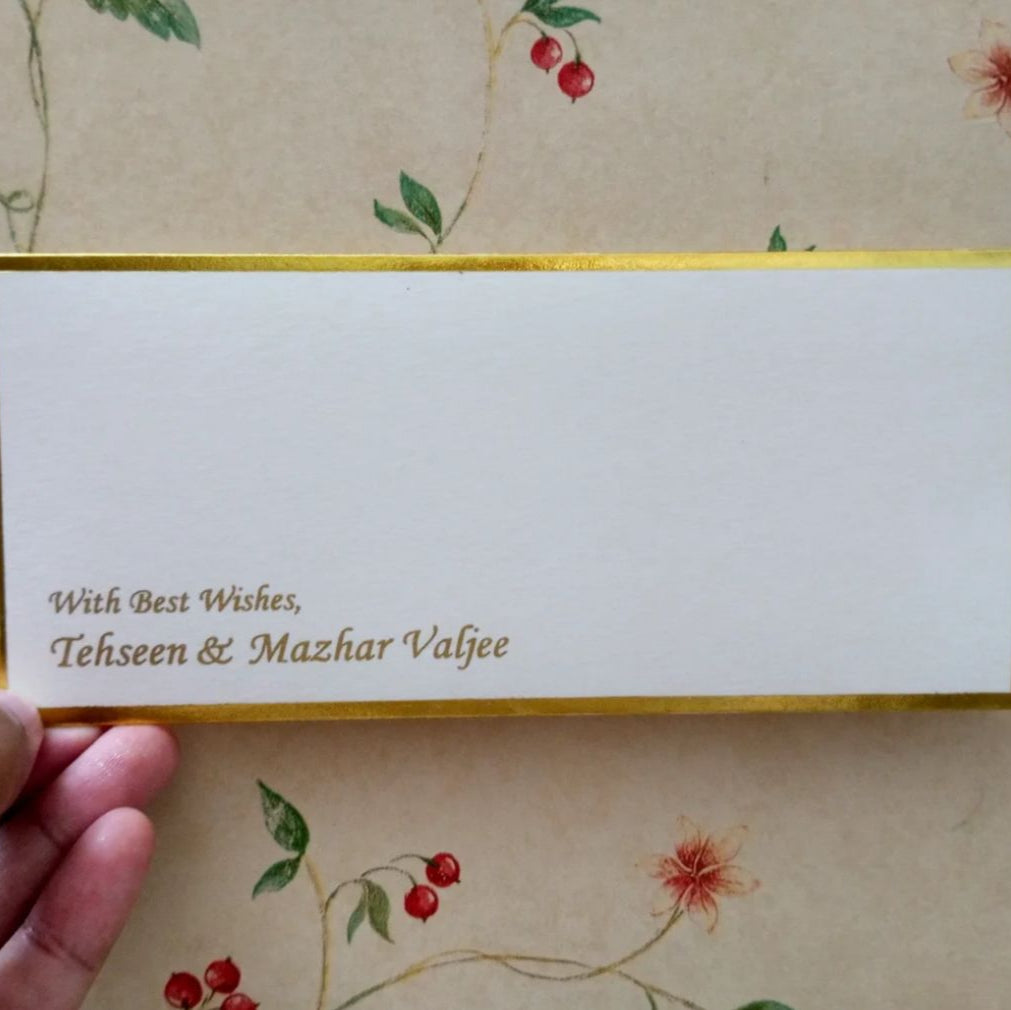 With Best Wishes,
Tehseen & Mazhar Valjee